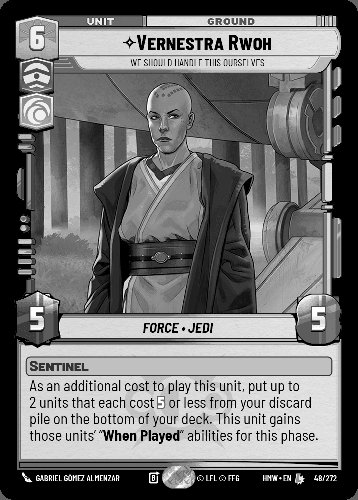 UNIT
GROUND
6
✧VERNESTRA RWOH
WE SHOULD HANDLE THIS OURSELVES
5
5
FORCE • JEDI
SENTINEL
As an additional cost to play this unit, put up to
2 units that each cost 5 or less from your discard
pile on the bottom of your deck. This unit gains
those units' "When Played" abilities for this phase.
GABRIEL GÓMEZ ALMENZAR
© LFL © FFG
HMW • EN
48/272